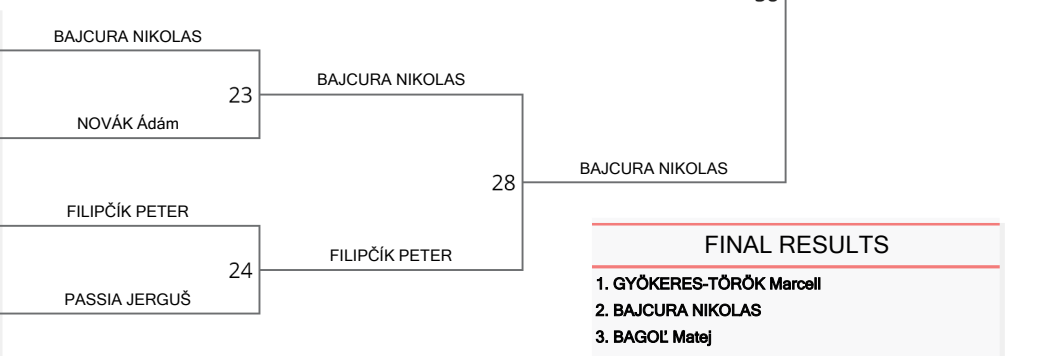 BAJCURA NIKOLAS
23
BAJCURA NIKOLAS
NOVÁK Ádám
28
BAJCURA NIKOLAS
FILIPČÍK PETER
24
FILIPČÍK PETER
PASSIA JERGUŠ
FINAL RESULTS
1. GYÖKERES-TÖRÖK Marcell
2. BAJCURA NIKOLAS
3. BAGOĽ Matej